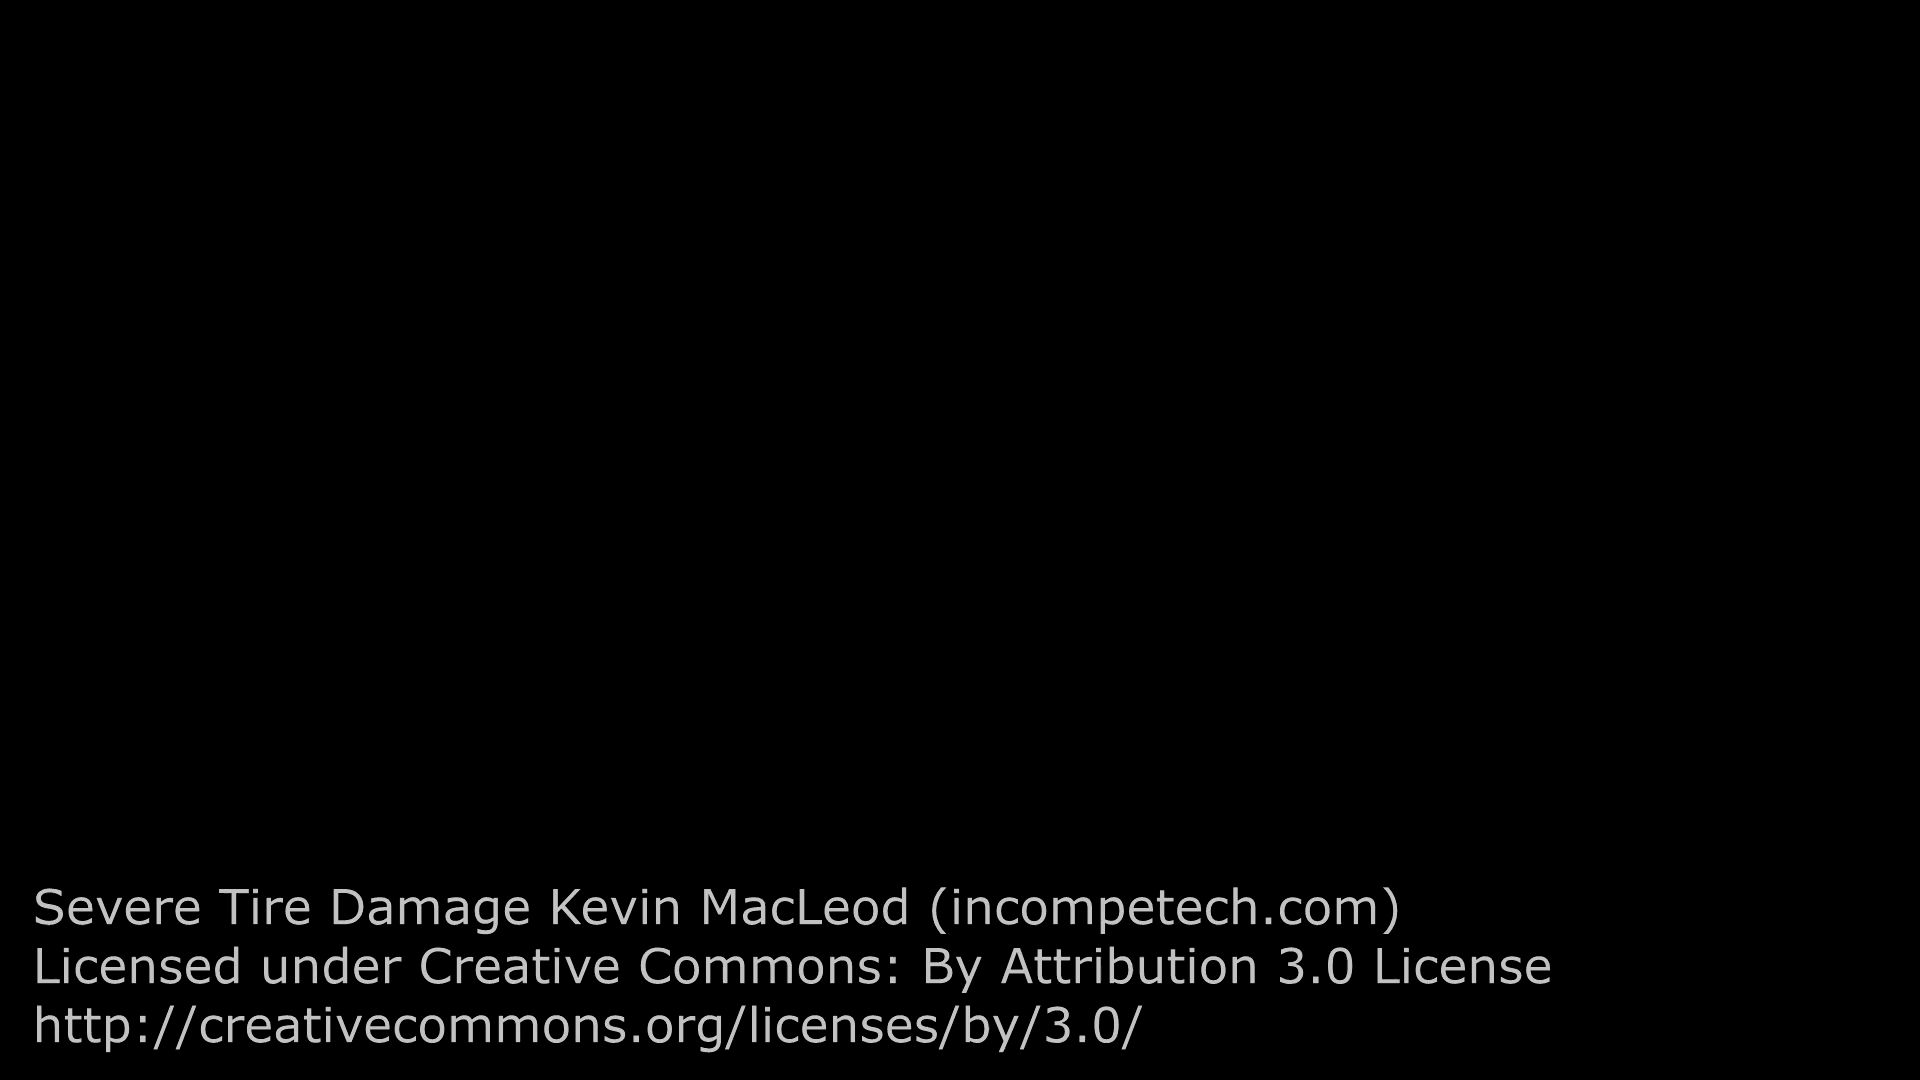 Severe Tire Damage Kevin MacLeod (incompetech.com)
Licensed under Creative Commons: By Attribution 3.0 License
http://creativecommons.org/licenses/by/3.0/